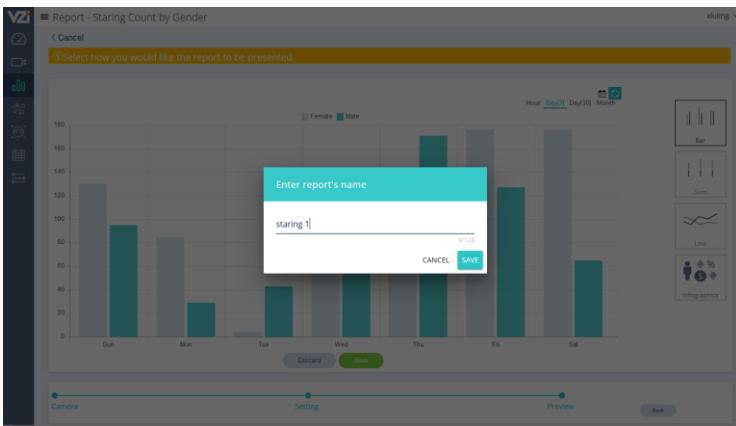 VZi
Report - Staring Count by Gender
xluling
< Cancel
Select how you would like the report to be presented.
Hour Day(7) Day(30) Month
Female Male
180
160
140
120
100
80
60
40
20
0
Sun Mon Tue Wed Thu Fri Sat
Enter report's name
staring 1
9/128
CANCEL SAVE
Bar
Sum
Line
Infographics
Discard Save
Camera Setting Preview
Back